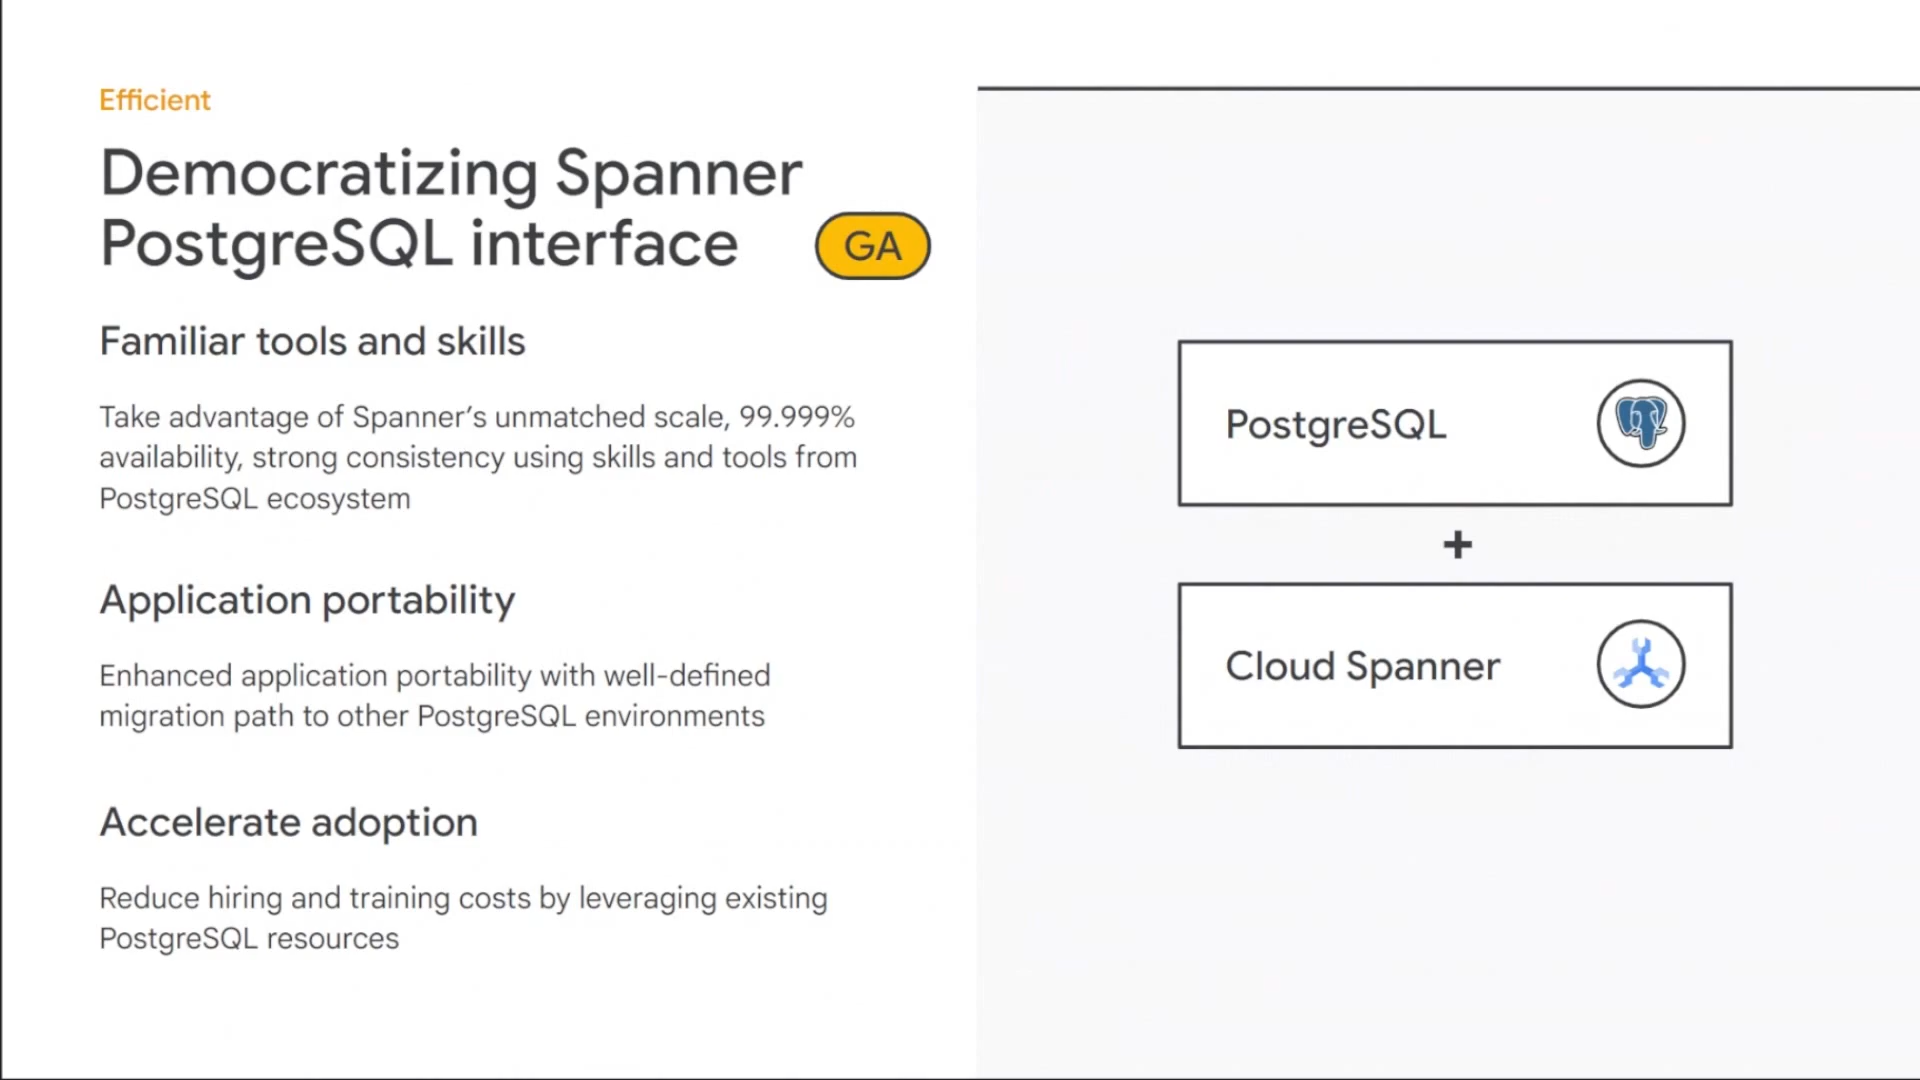 Efficient
Democratizing Spanner
PostgreSQL interface
GA
Familiar tools and skills
Take advantage of Spanner’s unmatched scale, 99.999%
availability, strong consistency using skills and tools from
PostgreSQL ecosystem
Application portability
Enhanced application portability with well-defined
migration path to other PostgreSQL environments
Accelerate adoption
Reduce hiring and training costs by leveraging existing
PostgreSQL resources
PostgreSQL
+
Cloud Spanner